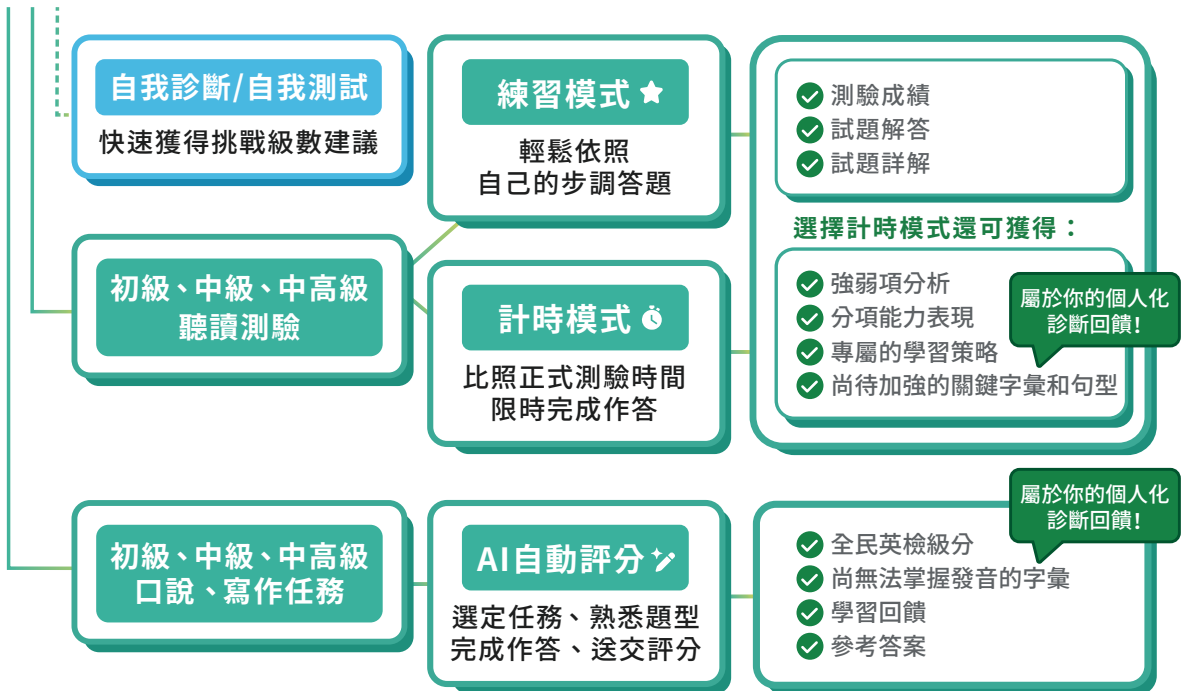 自我診斷/自我測試
快速獲得挑戰級數建議
初級、中級、中高級
聽讀測驗
練習模式
輕鬆依照
自己的步調答題
計時模式
比照正式測驗時間
限時完成作答
測驗成績
試題解答
試題詳解
選擇計時模式還可獲得：
強弱項分析
分項能力表現
專屬的學習策略
尚待加強的關鍵字彙和句型
屬於你的個人化
診斷回饋!
初級、中級、中高級
口說、寫作任務
AI自動評分
選定任務、熟悉題型
完成作答、送交評分
屬於你的個人化
診斷回饋!
全民英檢級分
尚無法掌握發音的字彙
學習回饋
參考答案